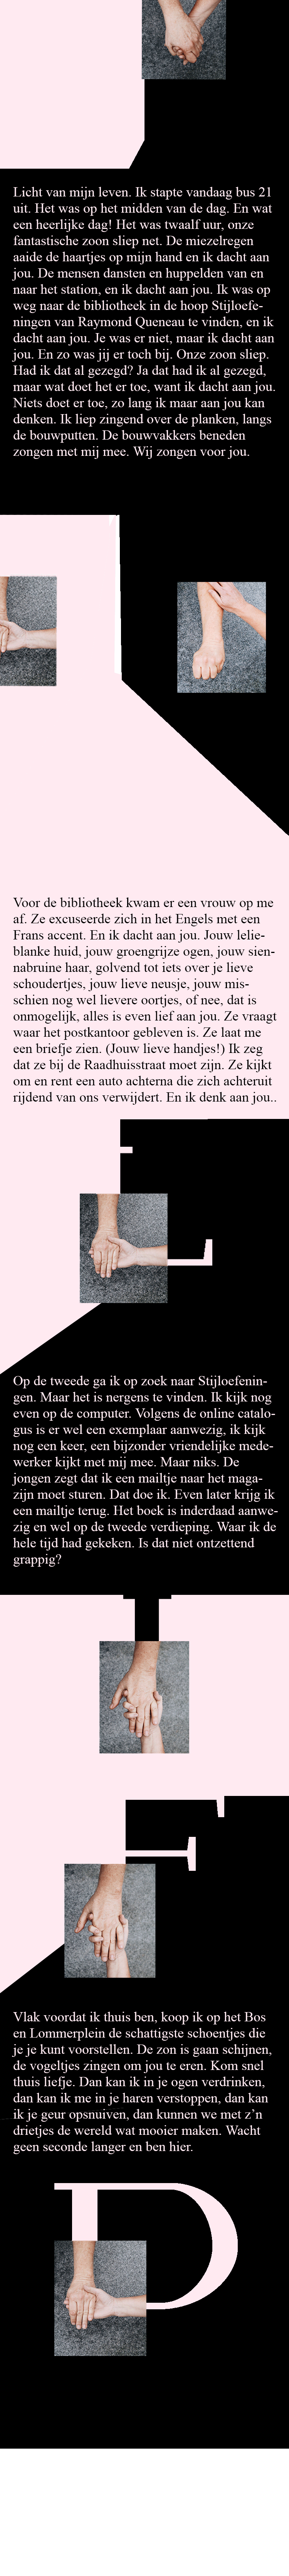 Licht van mijn leven. Ik stapte vandaag bus 21
uit. Het was op het midden van de dag. En wat
een heerlijke dag! Het was twaalf uur, onze
fantastische zoon sliep net. De miezelregen
aaide de haartjes op mijn hand en ik dacht aan
jou. De mensen dansten en huppelden van en
naar het station, en ik dacht aan jou. Ik was op
weg naar de bibliotheek in de hoop Stijloefe-
ningen van Raymond Queneau te vinden, en ik
dacht aan jou. Je was er niet, maar ik dacht aan
jou. En zo was jij er toch bij. Onze zoon sliep.
Had ik dat al gezegd? Ja dat had ik al gezegd,
maar wat doet het er toe, want ik dacht aan jou.
Niets doet er toe, zo lang ik maar aan jou kan
denken. Ik liep zingend over de planken, langs
de bouwputten. De bouwvakkers beneden
zongen met mij mee. Wij zongen voor jou.
Voor de bibliotheek kwam er een vrouw op me
af. Ze excuseerde zich in het Engels met een
Frans accent. En ik dacht aan jou. Jouw lelie-
blanke huid, jouw groengrijze ogen, jouw sien-
nabruine haar, golvend tot iets over je lieve
schoudertjes, jouw lieve neusje, jouw mis-
schien nog wel lievere oortjes, of nee, dat is
onmogelijk, alles is even lief aan jou. Ze vraagt
waar het postkantoor gebleven is. Ze laat me
een briefje zien. (Jouw lieve handjes!) Ik zeg
dat ze bij de Raadhuisstraat moet zijn. Ze kijkt
om en rent een auto achterna die zich achteruit
rijdend van ons verwijdert. En ik denk aan jou..
E
Op de tweede ga ik op zoek naar Stijloefenin-
gen. Maar het is nergens te vinden. Ik kijk nog
even op de computer. Volgens de online catalo-
gus is er wel een exemplaar aanwezig, ik kijk
nog een keer, een bijzonder vriendelijke mede-
werker kijkt met mij mee. Maar niks. De
jongen zegt dat ik een mailtje naar het maga-
zijn moet sturen. Dat doe ik. Even later krijg ik
een mailtje terug. Het boek is inderdaad aanwe-
zig en wel op de tweede verdieping. Waar ik de
hele tijd had gekeken. Is dat niet ontzettend
grappig?
I
F
Vlak voordat ik thuis ben, koop ik op het Bos
en Lommerplein de schattigste schoentjes die
je je kunt voorstellen. De zon is gaan schijnen,
de vogeltjes zingen om jou te eren. Kom snel
thuis liefje. Dan kan ik in je ogen verdrinken,
dan kan ik me in je haren verstoppen, dan kan
ik je geur opsnuiven, dan kunnen we met z'n
drietjes de wereld wat mooier maken. Wacht
geen seconde langer en ben hier.
D